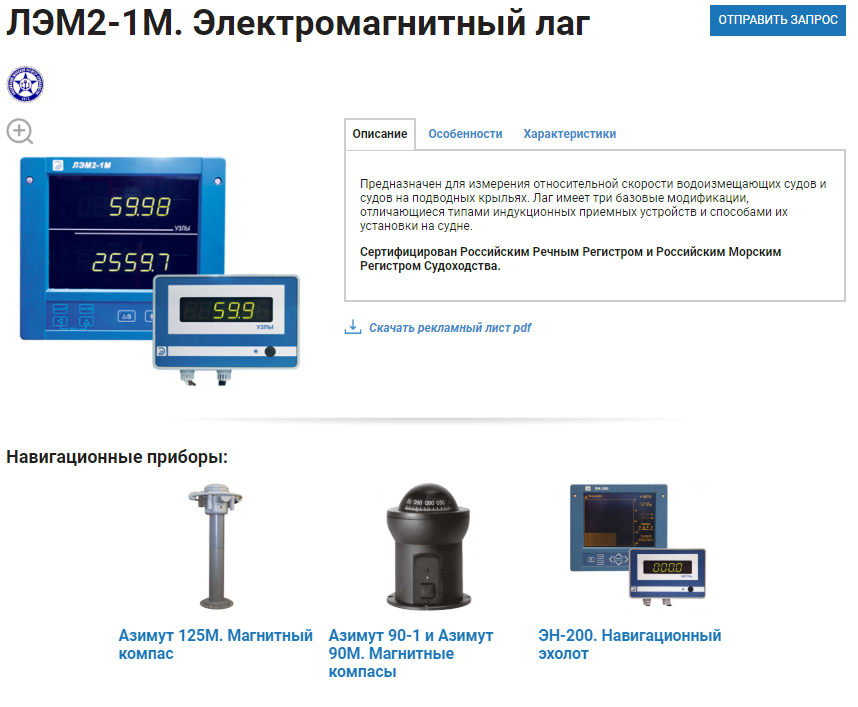 ЛЭМ2-1М. Электромагнитный лаг
ОТПРАВИТЬ ЗАПРОС
Описание
Особенности
Характеристики
Предназначен для измерения относительной скорости водоизмещающих судов и
судов на подводных крыльях. Лаг имеет три базовые модификации,
отличающиеся типами индукционных приемных устройств и способами их
установки на судне.
Сертифицирован Российским Речным Регистром и Российским Морским
Регистром Судоходства.
Скачать рекламный лист pdf
ЛЭМ2-1М
59.98
УЗЛЫ
2559.7
59.9
УЗЛЫ
Навигационные приборы:
000.0
Азимут 125М. Магнитный
компас
Азимут 90-1 и Азимут
90М. Магнитные
компасы
ЭН-200. Навигационный
эхолот